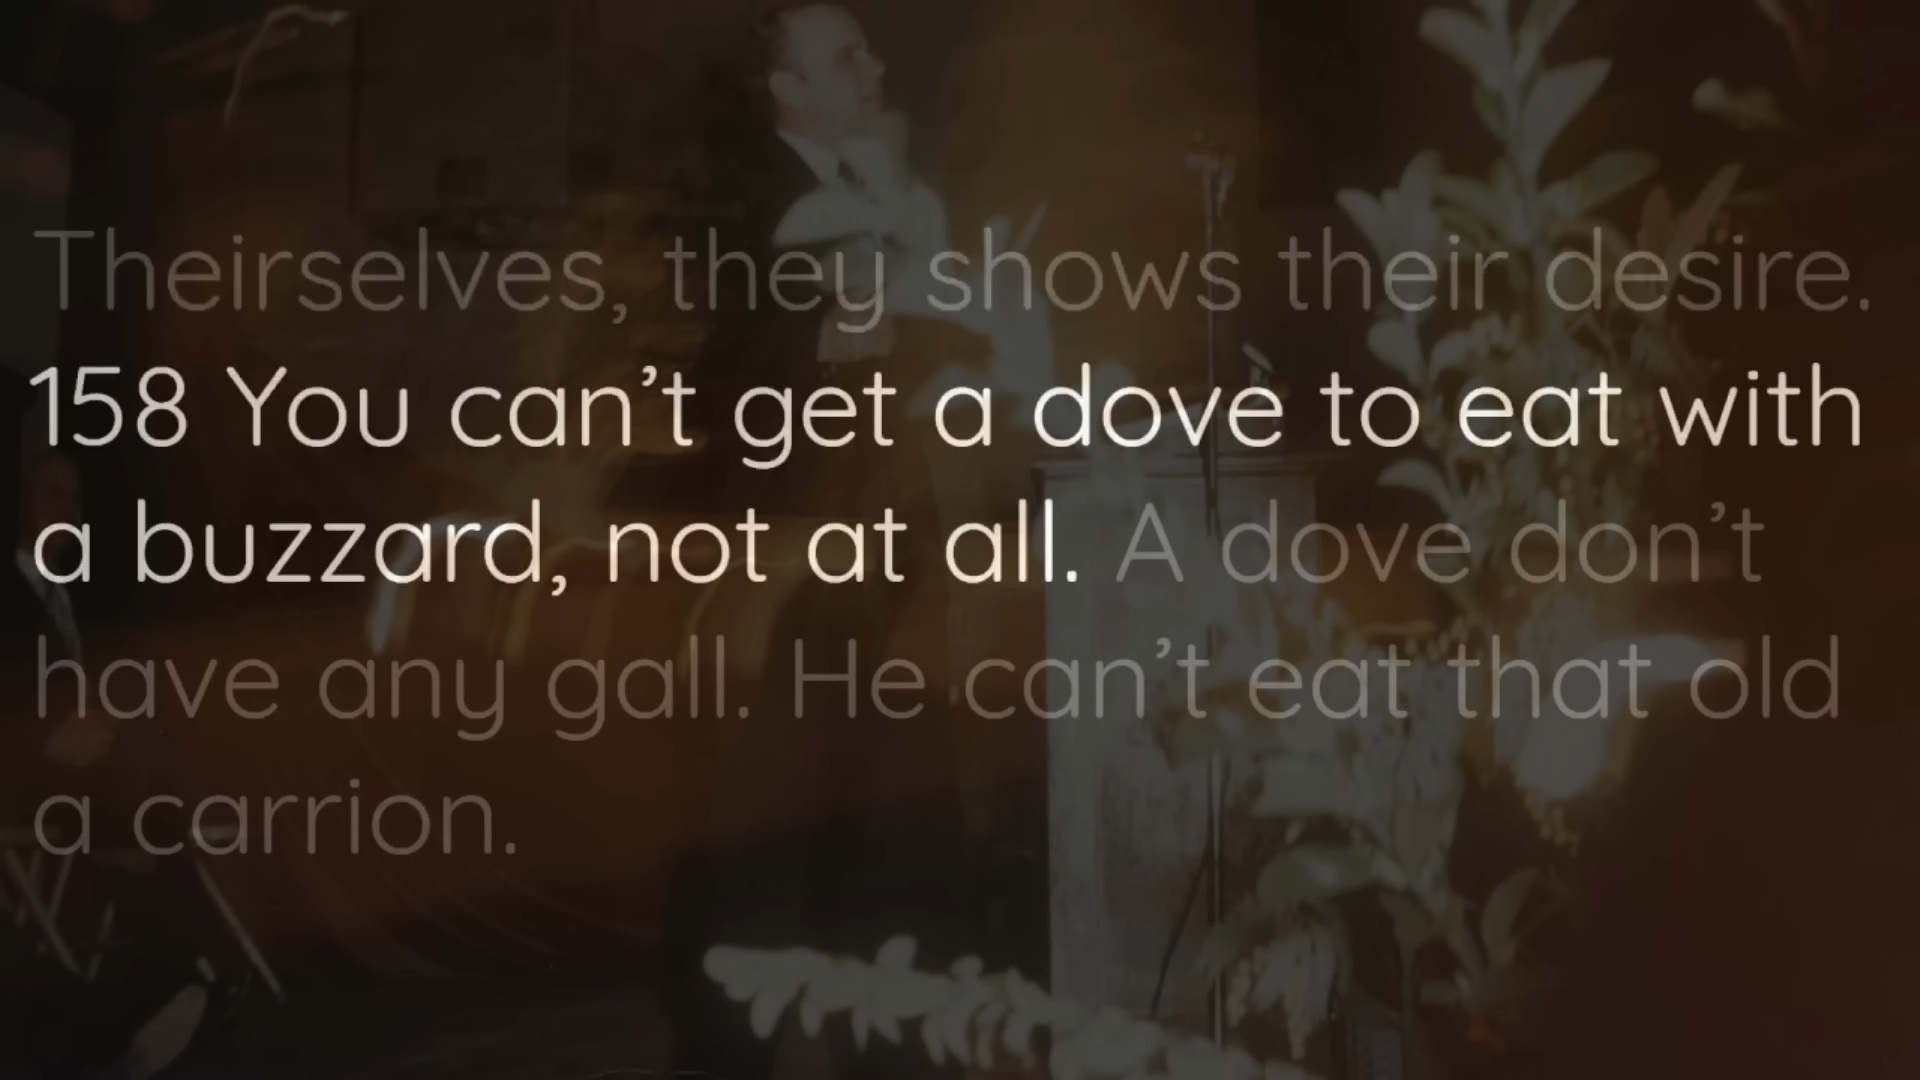 Theirselves, they shows their desire.
158 You can’t get a dove to eat with
a buzzard, not at all. A dove don’t
have any gall. He can’t eat that old
a carrion.